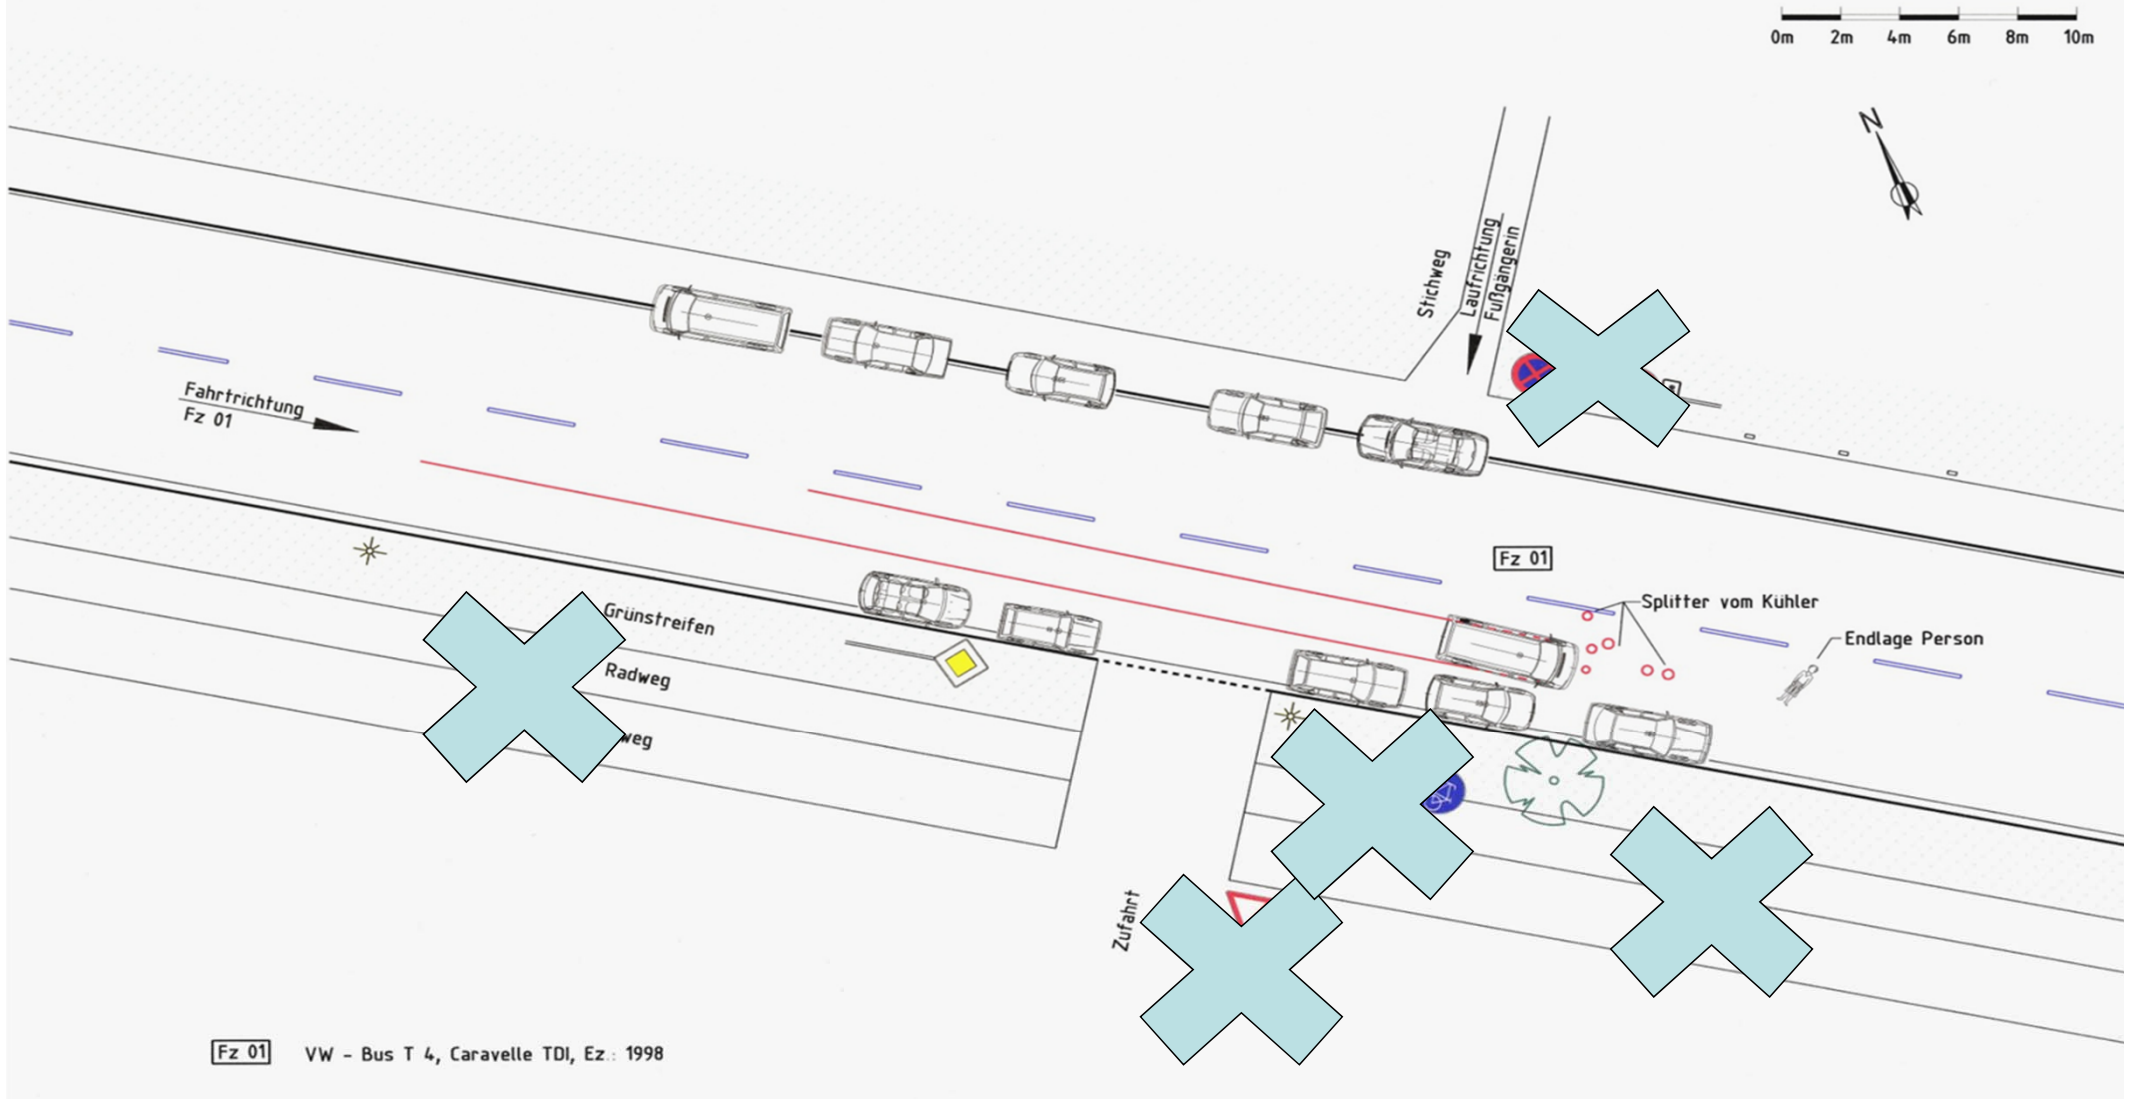 0m 2m 4m 6m 8m 10m
N
Stichweg
Laufrichtung
Fußgängerin
Fahrtrichtung
Fz 01
Fz 01
Splitter vom Kühler
Endlage Person
Grünstreifen
Radweg
weg
Zufahrt
Fz 01 VW - Bus T 4, Caravelle TDI, Ez.: 1998